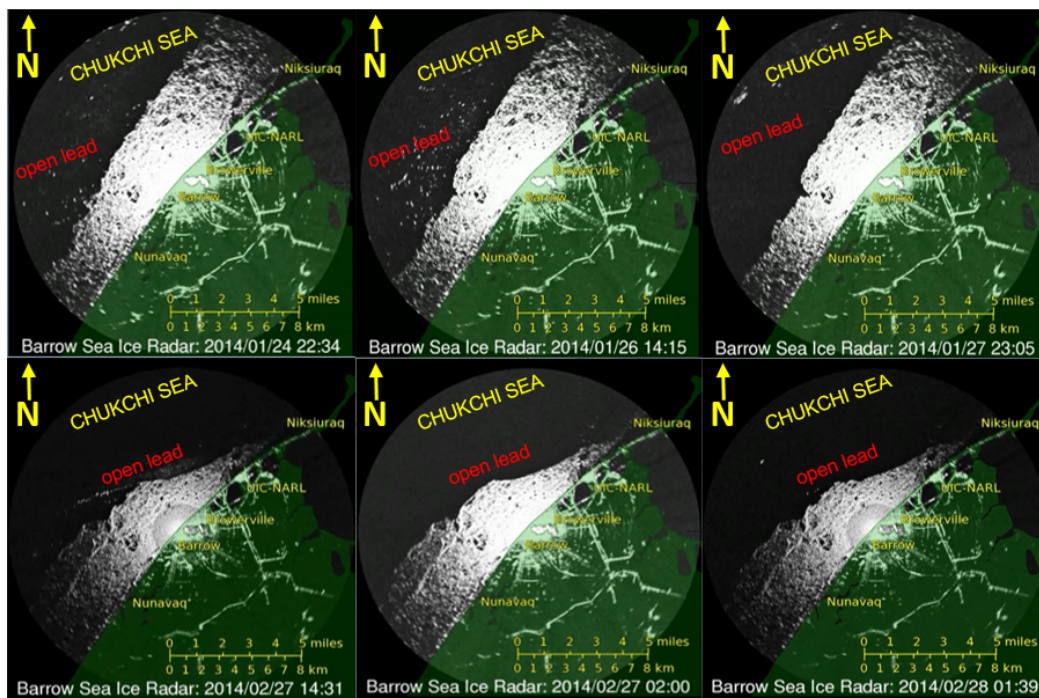 N
CHUKCHI SEA
Niksiuraq
open lead
UIC-NARL
Browerville
Barrow
Nunavaq
0 1 2 3 4 5 miles
0 1 2 3 4 5 6 7 8 km
Barrow Sea Ice Radar: 2014/01/24 22:34
N
CHUKCHI SEA
Niksiuraq
open lead
UIC-NARL
Browerville
Barrow
Nunavaq
0 1 2 3 4 5 miles
0 1 2 3 4 5 6 7 8 km
Barrow Sea Ice Radar: 2014/01/26 14:15
N
CHUKCHI SEA
Niksiuraq
open lead
UIC-NARL
Browerville
Barrow
Nunavaq
0 1 2 3 4 5 miles
0 1 2 3 4 5 6 7 8 km
Barrow Sea Ice Radar: 2014/01/27 23:05
N
CHUKCHI SEA
Niksiuraq
open lead
UIC-NARL
Browerville
Barrow
Nunavaq
0 1 2 3 4 5 miles
0 1 2 3 4 5 6 7 8 km
Barrow Sea Ice Radar: 2014/02/27 14:31
N
CHUKCHI SEA
Niksiuraq
open lead
UIC-NARL
Browerville
Barrow
Nunavaq
0 1 2 3 4 5 miles
0 1 2 3 4 5 6 7 8 km
Barrow Sea Ice Radar: 2014/02/27 02:00
N
CHUKCHI SEA
Niksiuraq
open lead
UIC-NARL
Browerville
Barrow
Nunavaq
0 1 2 3 4 5 miles
0 1 2 3 4 5 6 7 8 km
Barrow Sea Ice Radar: 2014/02/28 01:39